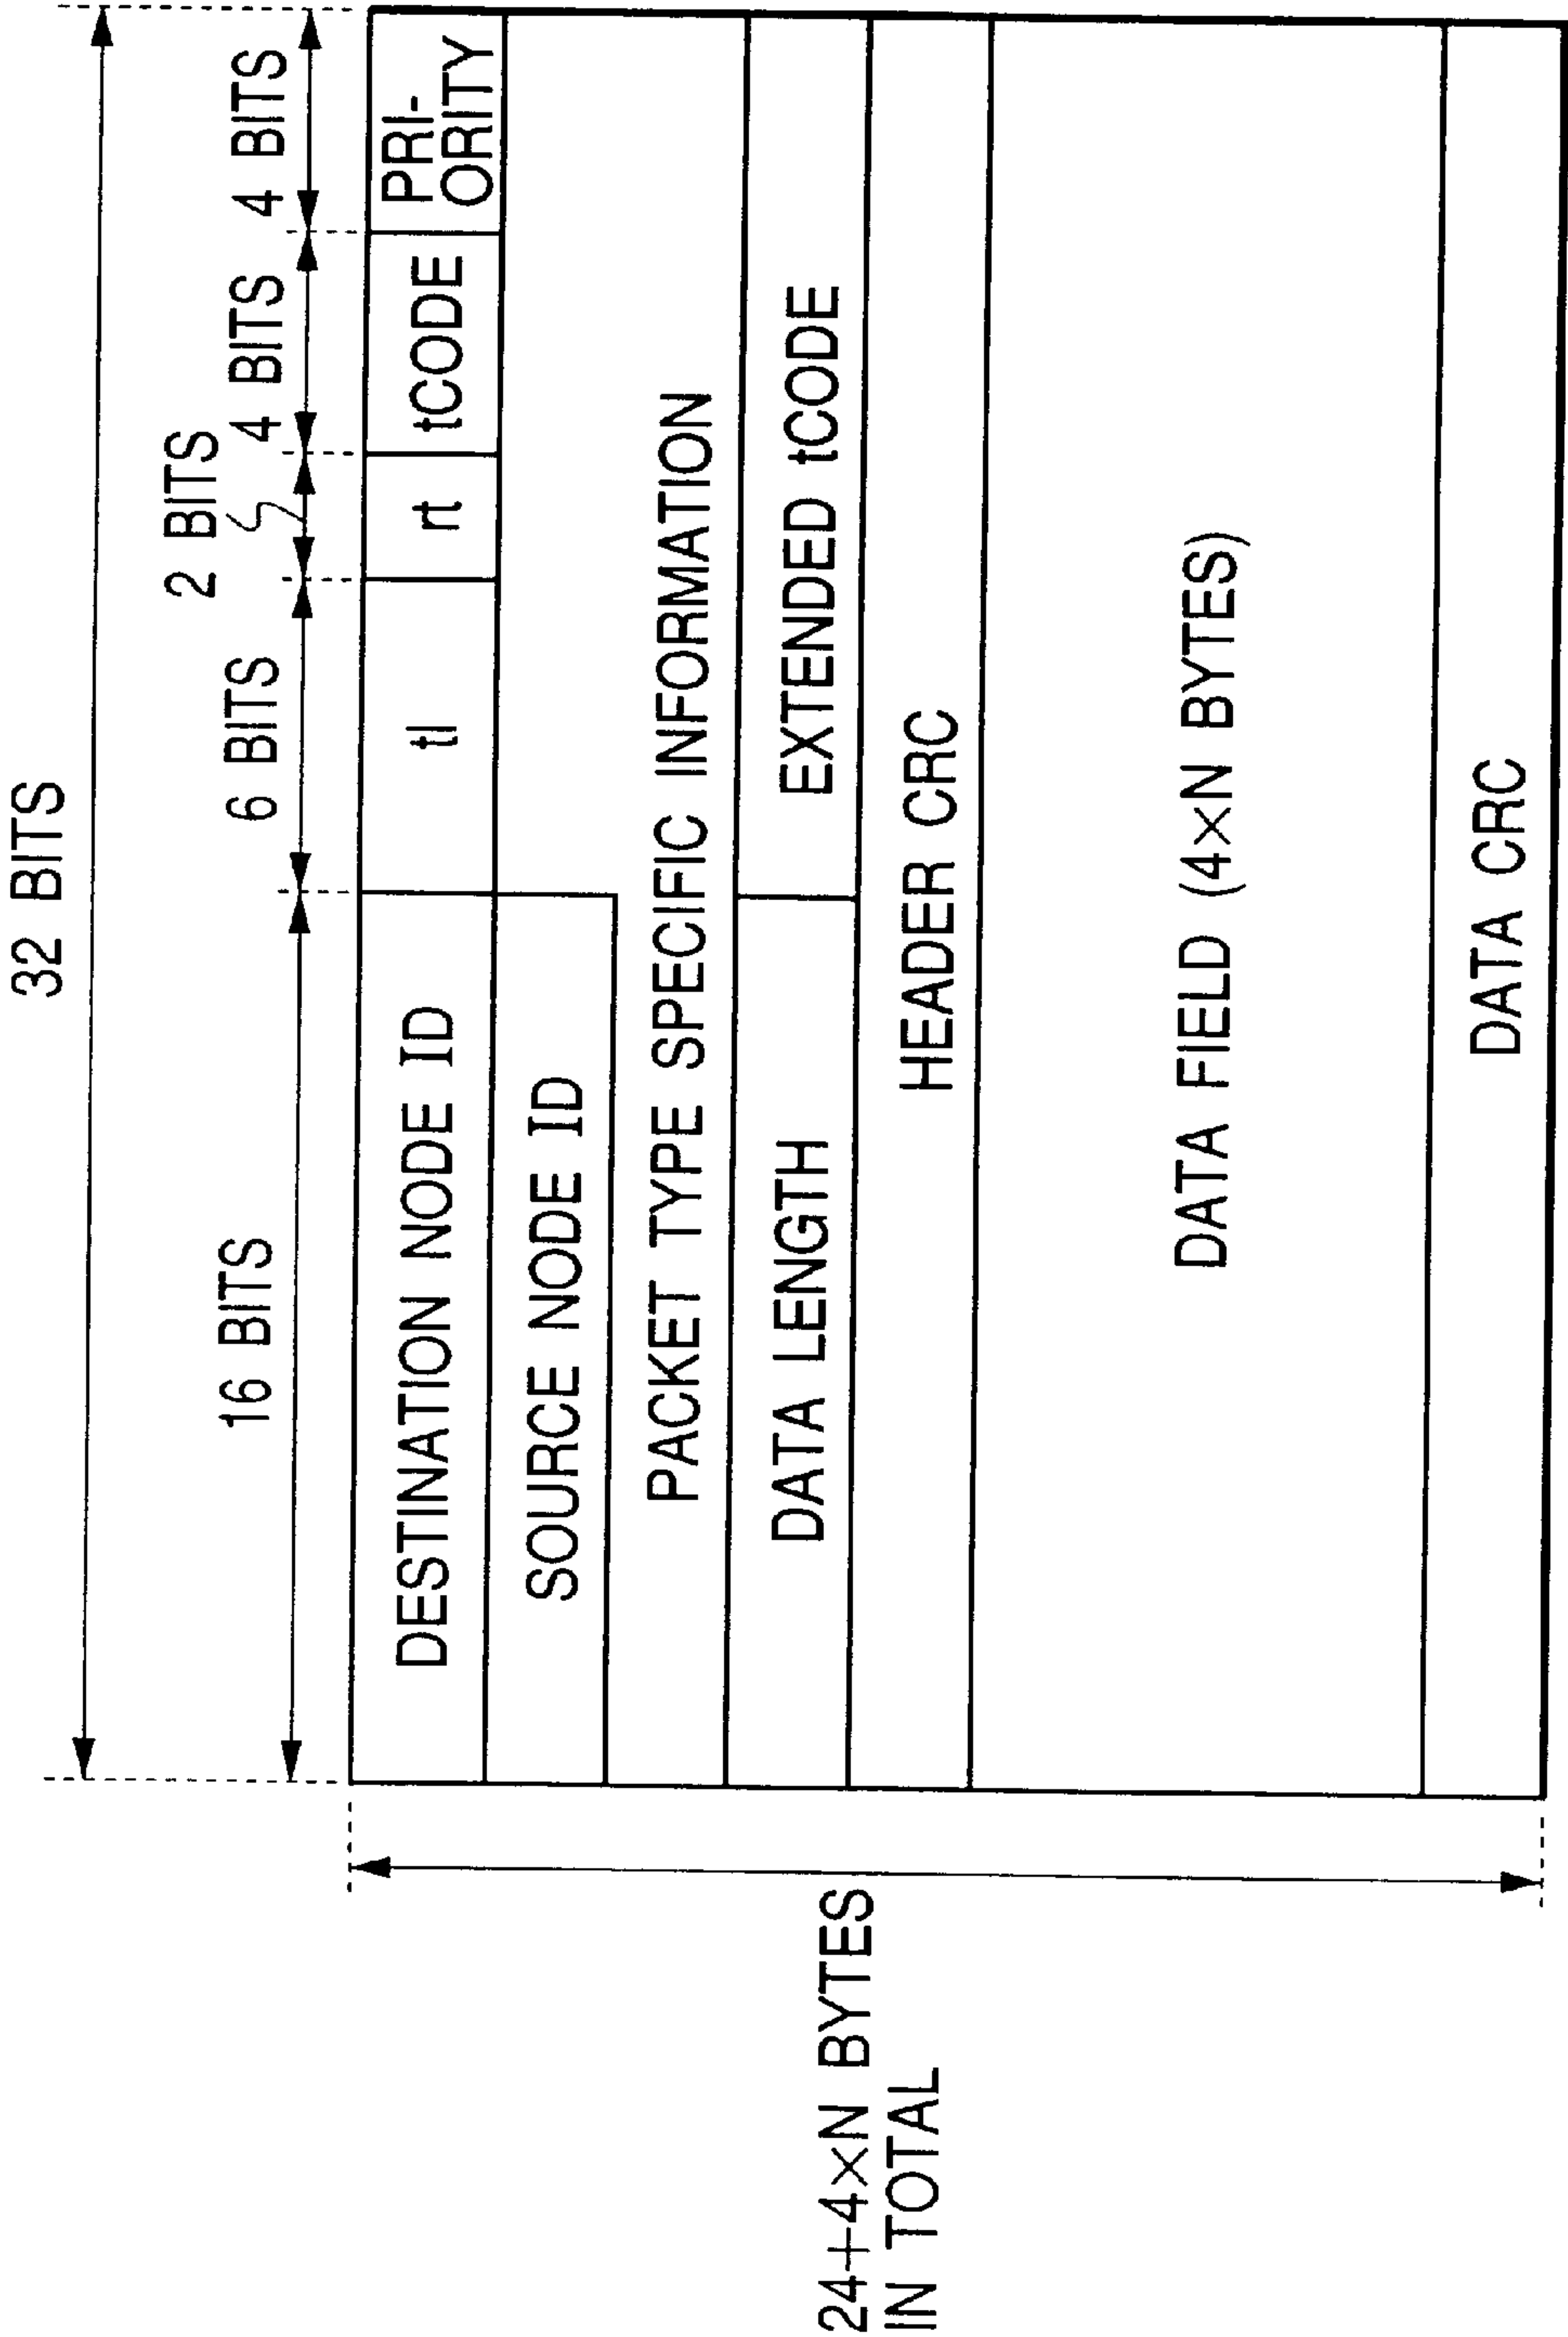 32 BITS
16 BITS
6 BITS
2 BITS
4 BITS
4 BITS
DESTINATION NODE ID
tl
rt
tCODE
PRI-
ORITY
SOURCE NODE ID
PACKET TYPE SPECIFIC INFORMATION
DATA LENGTH
EXTENDED tCODE
HEADER CRC
DATA FIELD (4×N BYTES)
DATA CRC
24+4×N BYTES
IN TOTAL